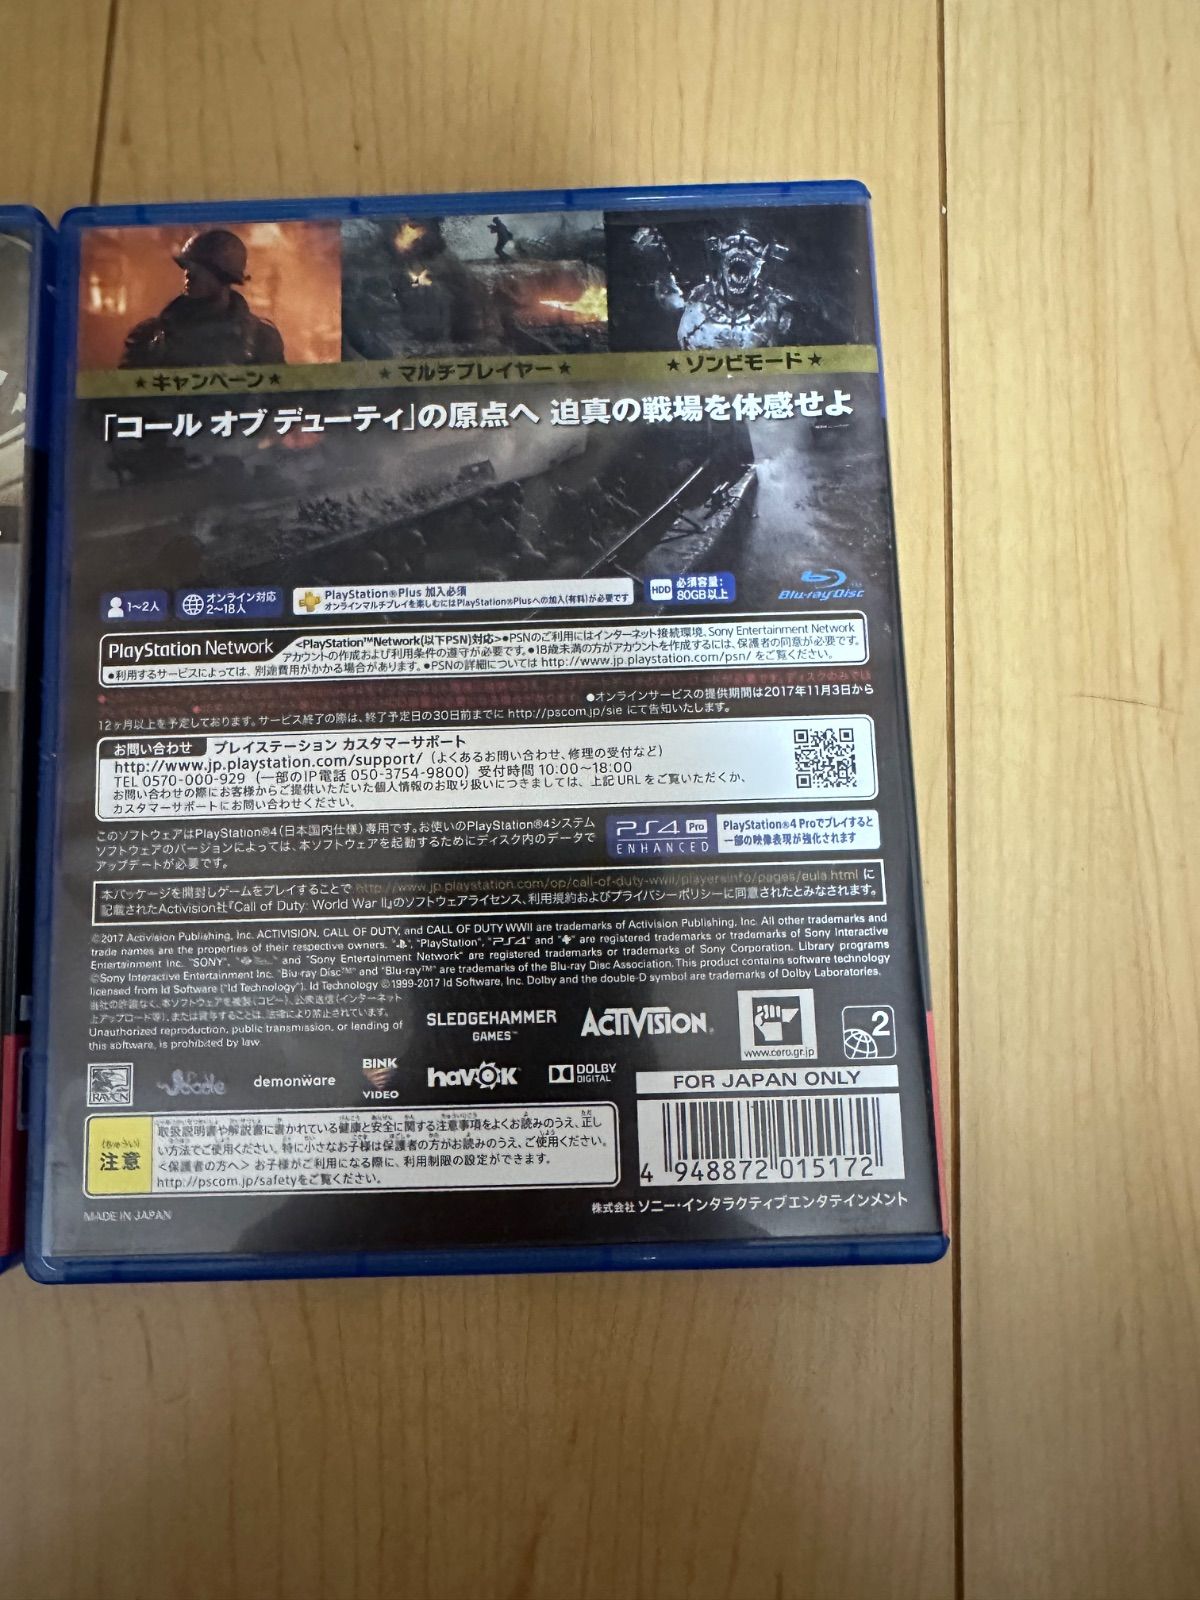 ★キャンペーン★
★マルチプレイヤー★
★ゾンビモード★
「コール オブ デューティ」の原点へ 迫真の戦場を体感せよ
1~2人
オンライン対応
2~18人
PlayStation®Plus 加入必須
オンラインマルチプレイを楽しむにはPlayStation®Plusへの加入(有料)が必要です
HDD
必須容量:
80GB以上
Blu-ray Disc
PlayStation Network
<PlayStation™Network(以下PSN)対応>●PSNのご利用にはインターネット接続環境、Sony Entertainment Network
アカウントの作成および利用条件の遵守が必要です。●18歳未満の方がアカウントを作成するには、保護者の同意が必要です。
●利用するサービスによっては、別途費用がかかる場合があります。●PSNの詳細については http://www.jp.playstation.com/psn/ をご覧ください。
●オンラインサービスの提供期間は2017年11月3日から
12ヶ月以上を予定しております。サービス終了の際は、終了予定日の30日前までに http://pscom.jp/sie にて告知いたします。
お問い合わせ プレイステーション カスタマーサポート
http://www.jp.playstation.com/support/ (よくあるお問い合わせ、修理の受付など)
TEL 0570-000-929 (一部のIP電話 050-3754-9800) 受付時間 10:00~18:00
お問い合わせの際にお客様からご提供いただいた個人情報のお取り扱いにつきましては、上記URLをご覧いただくか、
カスタマーサポートにお問い合わせください。
このソフトウェアはPlayStation®4(日本国内仕様)専用です。お使いのPlayStation®4システム
ソフトウェアのバージョンによっては、本ソフトウェアを起動するためにディスク内のデータで
アップデートが必要です。
PS4 Pro
ENHANCED
PlayStation®4 Proでプレイすると
一部の映像表現が強化されます
本パッケージを開封しゲームをプレイすることで、http://www.jp.playstation.com/op/call-of-duty-wwii/playersinfo/pages/eula.html に
記載されたActivision社『Call of Duty: World War II』のソフトウェアライセンス、利用規約およびプライバシーポリシーに同意されたとみなされます。
©2017 Activision Publishing, Inc. ACTIVISION, CALL OF DUTY, and CALL OF DUTY WWII are trademarks of Activision Publishing, Inc. All other trademarks and
trade names are the properties of their respective owners. "PlayStation", "PS4" and are registered trademarks or trademarks of Sony Interactive
Entertainment Inc. "SONY", and "Sony Entertainment Network" are registered trademarks or trademarks of Sony Corporation. Library programs
©Sony Interactive Entertainment Inc. "Blu-ray Disc™" and "Blu-ray™" are trademarks of the Blu-ray Disc Association. This product contains software technology
licensed from Id Software ("Id Technology"). Id Technology ©1999-2017 Id Software, Inc. Dolby and the double-D symbol are trademarks of Dolby Laboratories.
当社の許諾なく、本ソフトウェアを複製(コピー)、公衆送信(インターネット
上アップロード等)、または貸与することは、法律により禁止されています。
Unauthorized reproduction, public transmission, or lending of
this software, is prohibited by law.
SLEDGEHAMMER
GAMES™
ACTIVISION®
www.cero.gr.jp
2
RAVEN
demonware
BINK
VIDEO
havok
DOLBY
DIGITAL
FOR JAPAN ONLY
4 948872 015172
(ちゅうい)
注意
取扱説明書や解説書に書かれている健康と安全に関する注意事項をよくお読みのうえ、正し
い方法でご使用ください。特に小さなお子様は保護者の方がお読みのうえ、ご使用ください。
<保護者の方へ> お子様がご利用になる際に、利用制限の設定ができます。
http://pscom.jp/safetyをご覧ください。
MADE IN JAPAN
株式会社 ソニー・インタラクティブエンタテインメント